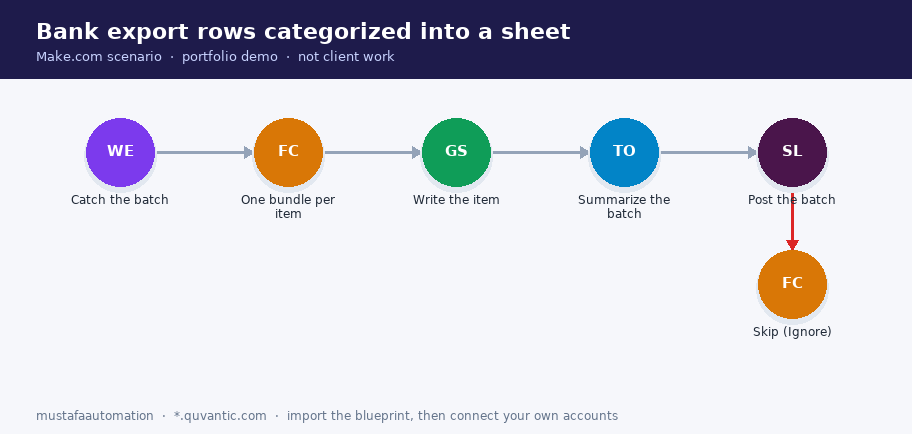 Bank export rows categorized into a sheet
Make.com scenario · portfolio demo · not client work
WE
FC
GS
TO
SL
Catch the batch
One bundle per
item
Write the item
Summarize the
batch
Post the batch
FC
Skip (Ignore)
mustafaautomation · *.quvantic.com · import the blueprint, then connect your own accounts